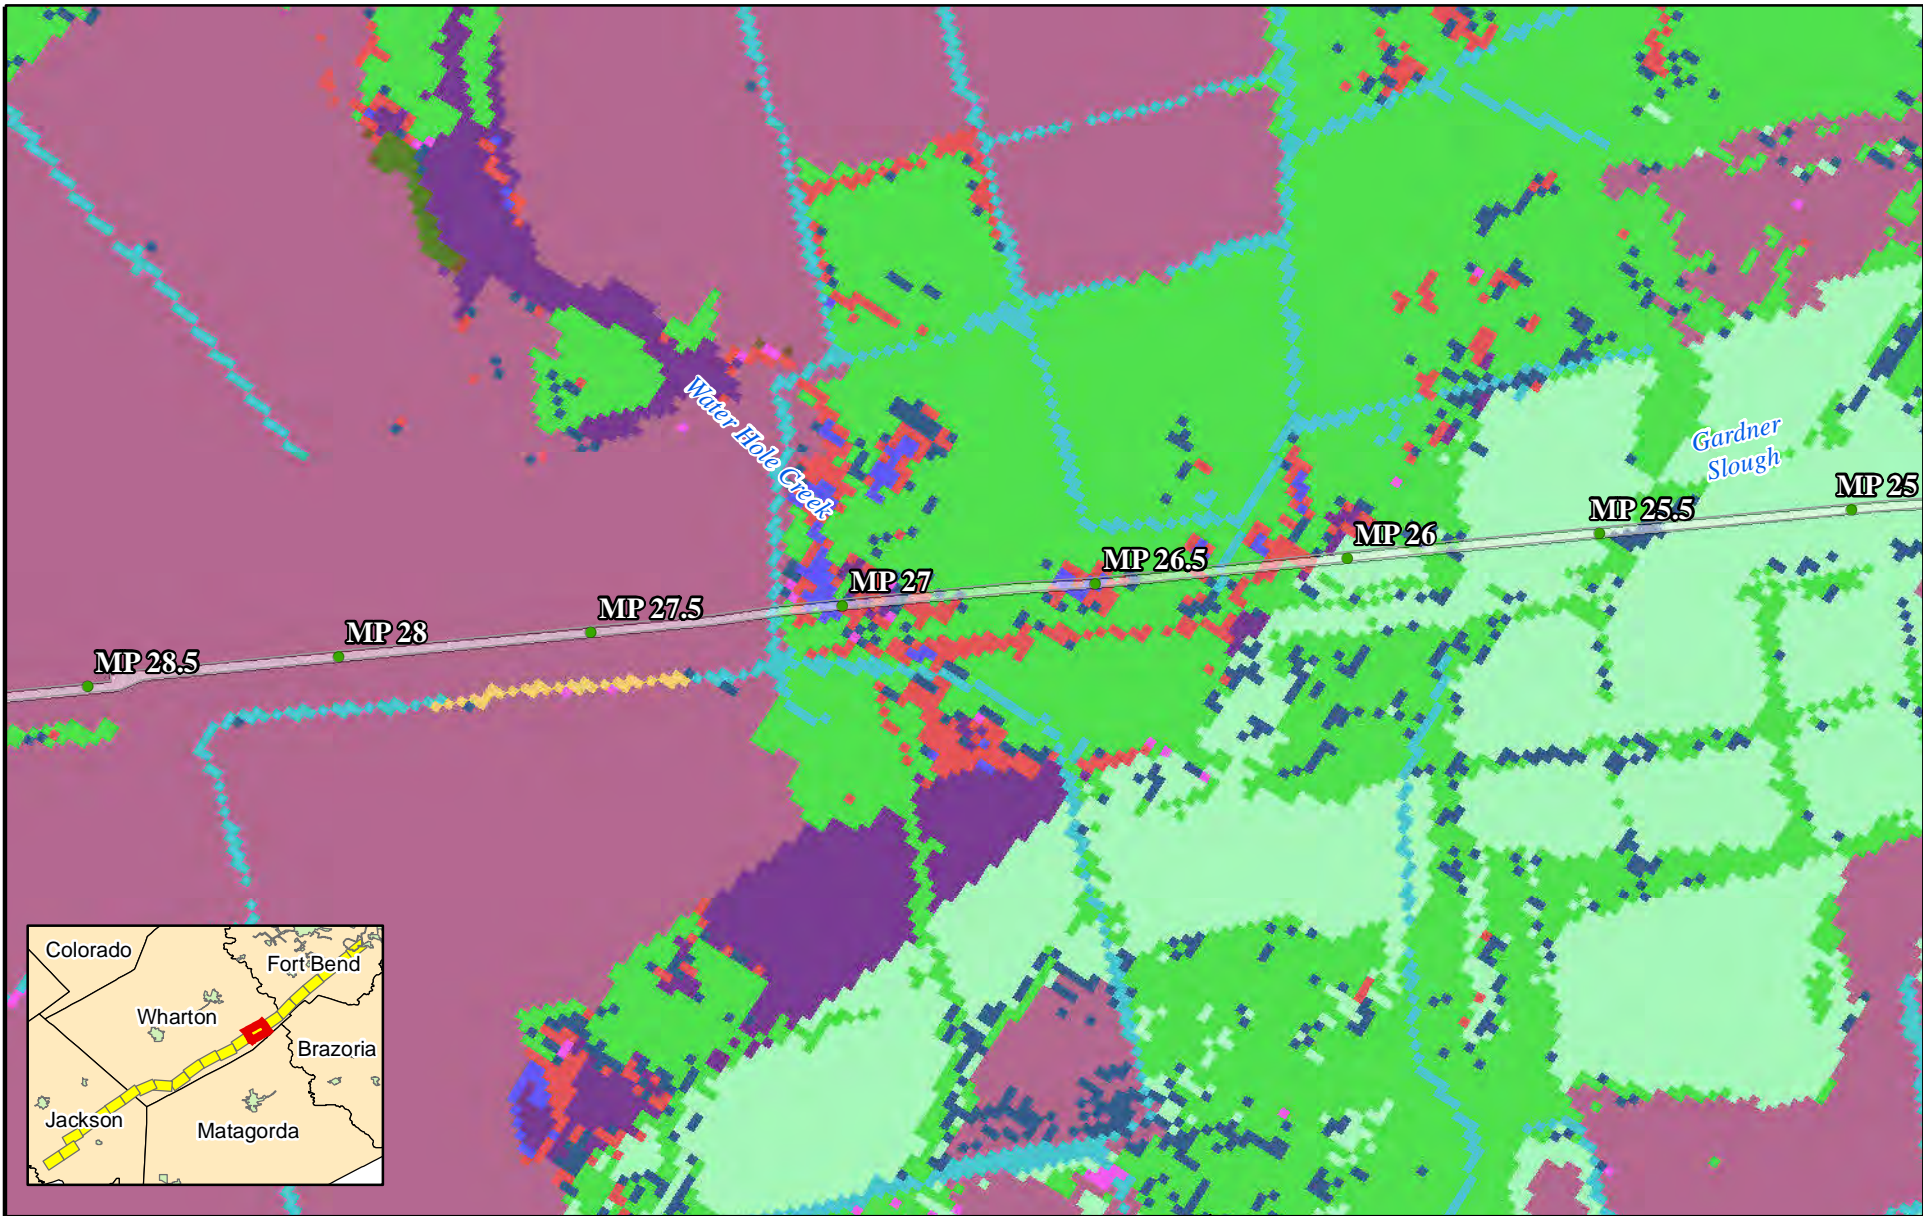 Water Hole Creek
Gardner
Slough
MP 25
MP 25.5
MP 26
MP 26.5
MP 27
MP 27.5
MP 28
MP 28.5
Colorado
Fort Bend
Wharton
Brazoria
Jackson
Matagorda